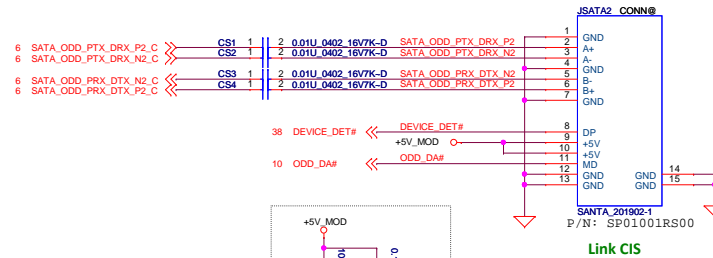 JSATA2 CONN@
1 GND
6 SATA_ODD_PTX_DRX_P2_C CS1 1 2 0.01U_0402_16V7K~D SATA_ODD_PTX_DRX_P2 2 A+
6 SATA_ODD_PTX_DRX_N2_C CS2 1 2 0.01U_0402_16V7K~D SATA_ODD_PTX_DRX_N2 3 A-
4 GND
6 SATA_ODD_PRX_DTX_N2_C CS3 1 2 0.01U_0402_16V7K~D SATA_ODD_PRX_DTX_N2 5 B-
6 SATA_ODD_PRX_DTX_P2_C CS4 1 2 0.01U_0402_16V7K~D SATA_ODD_PRX_DTX_P2 6 B+
7 GND
38 DEVICE_DET# DEVICE_DET# 8 DP
+5V_MOD 9 +5V
10 +5V
10 ODD_DA# ODD_DA# 11 MD
12 GND GND 14
13 GND GND 15
SANTA_201902-1
P/N: SP01001RS00
Link CIS
+5V_MOD